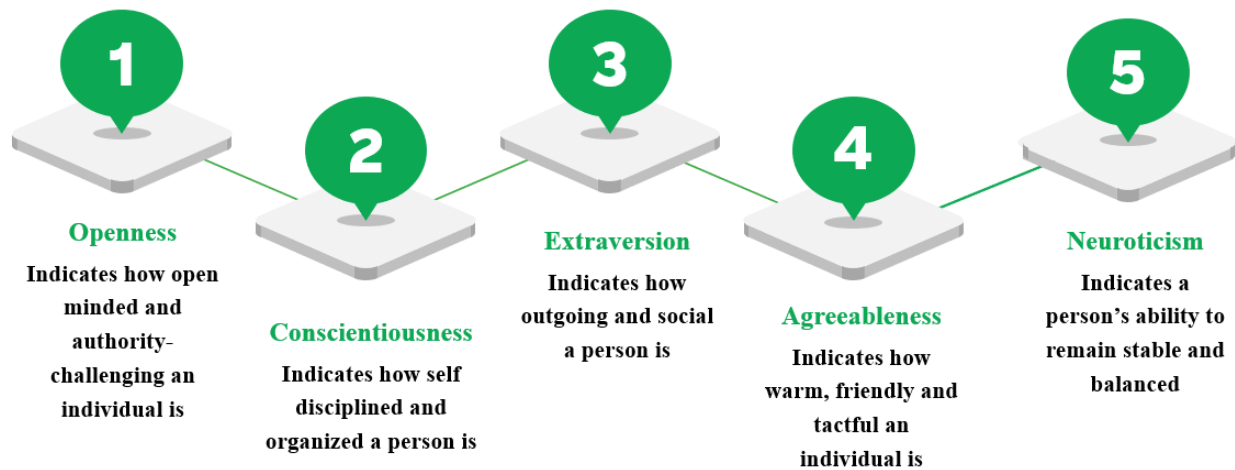 1
Openness
Indicates how open
minded and
authority-
challenging an
individual is
2
Conscientiousness
Indicates how self
disciplined and
organized a person is
3
Extraversion
Indicates how
outgoing and social
a person is
4
Agreeableness
Indicates how
warm, friendly and
tactful an
individual is
5
Neuroticism
Indicates a
person’s ability to
remain stable and
balanced